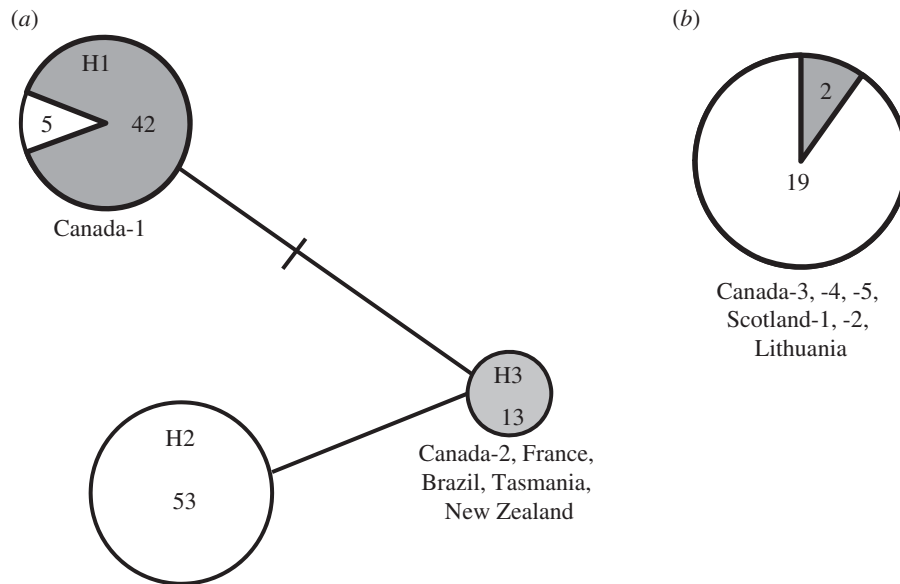 (a)
H1
5
42
Canada-1
H3
13
Canada-2, France,
Brazil, Tasmania,
New Zealand
H2
53
(b)
2
19
Canada-3, -4, -5,
Scotland-1, -2,
Lithuania